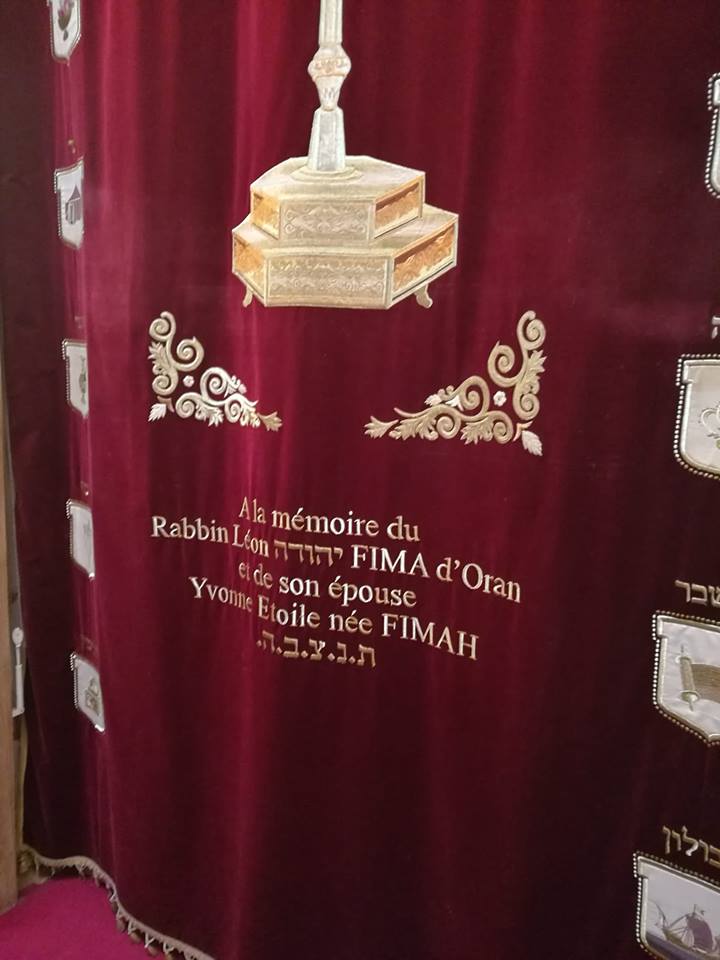 A la mémoire du
Rabbin Léon יהודה FIMA d'Oran
et de son épouse
Yvonne Etoile née FIMAH
ת.נ.צ.ב.ה.